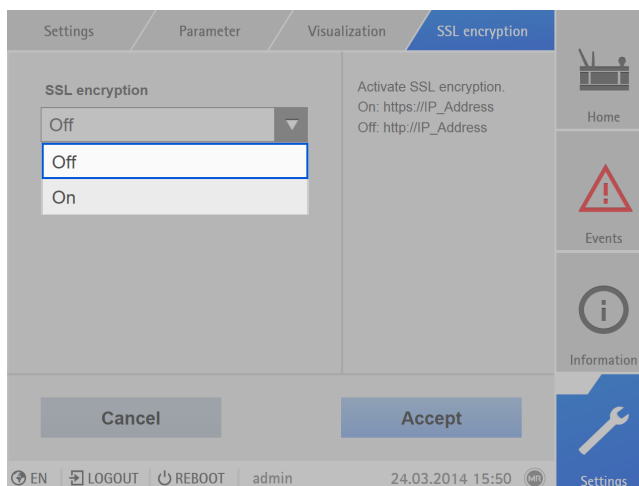 Settings
Parameter
Visualization
SSL encryption
SSL encryption
Off
Off
On
Activate SSL encryption.
On: https://IP_Address
Off: http://IP_Address
Home
Events
Information
Settings
Cancel
Accept
EN
LOGOUT
REBOOT
admin
24.03.2014 15:50
MR